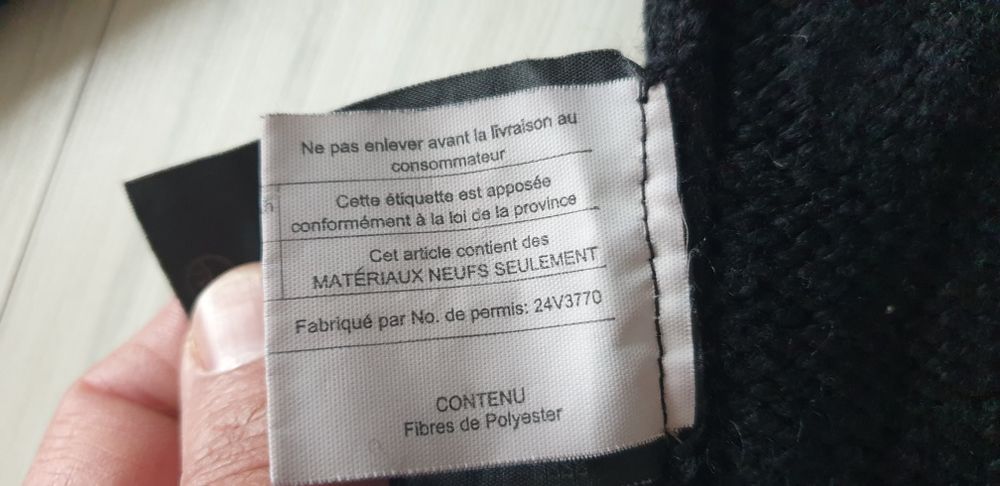 Ne pas enlever avant la livraison au
consommateur
Cette étiquette est apposée
conformément à la loi de la province
Cet article contient des
MATÉRIAUX NEUFS SEULEMENT
Fabriqué par No. de permis: 24V3770
CONTENU
Fibres de Polyester